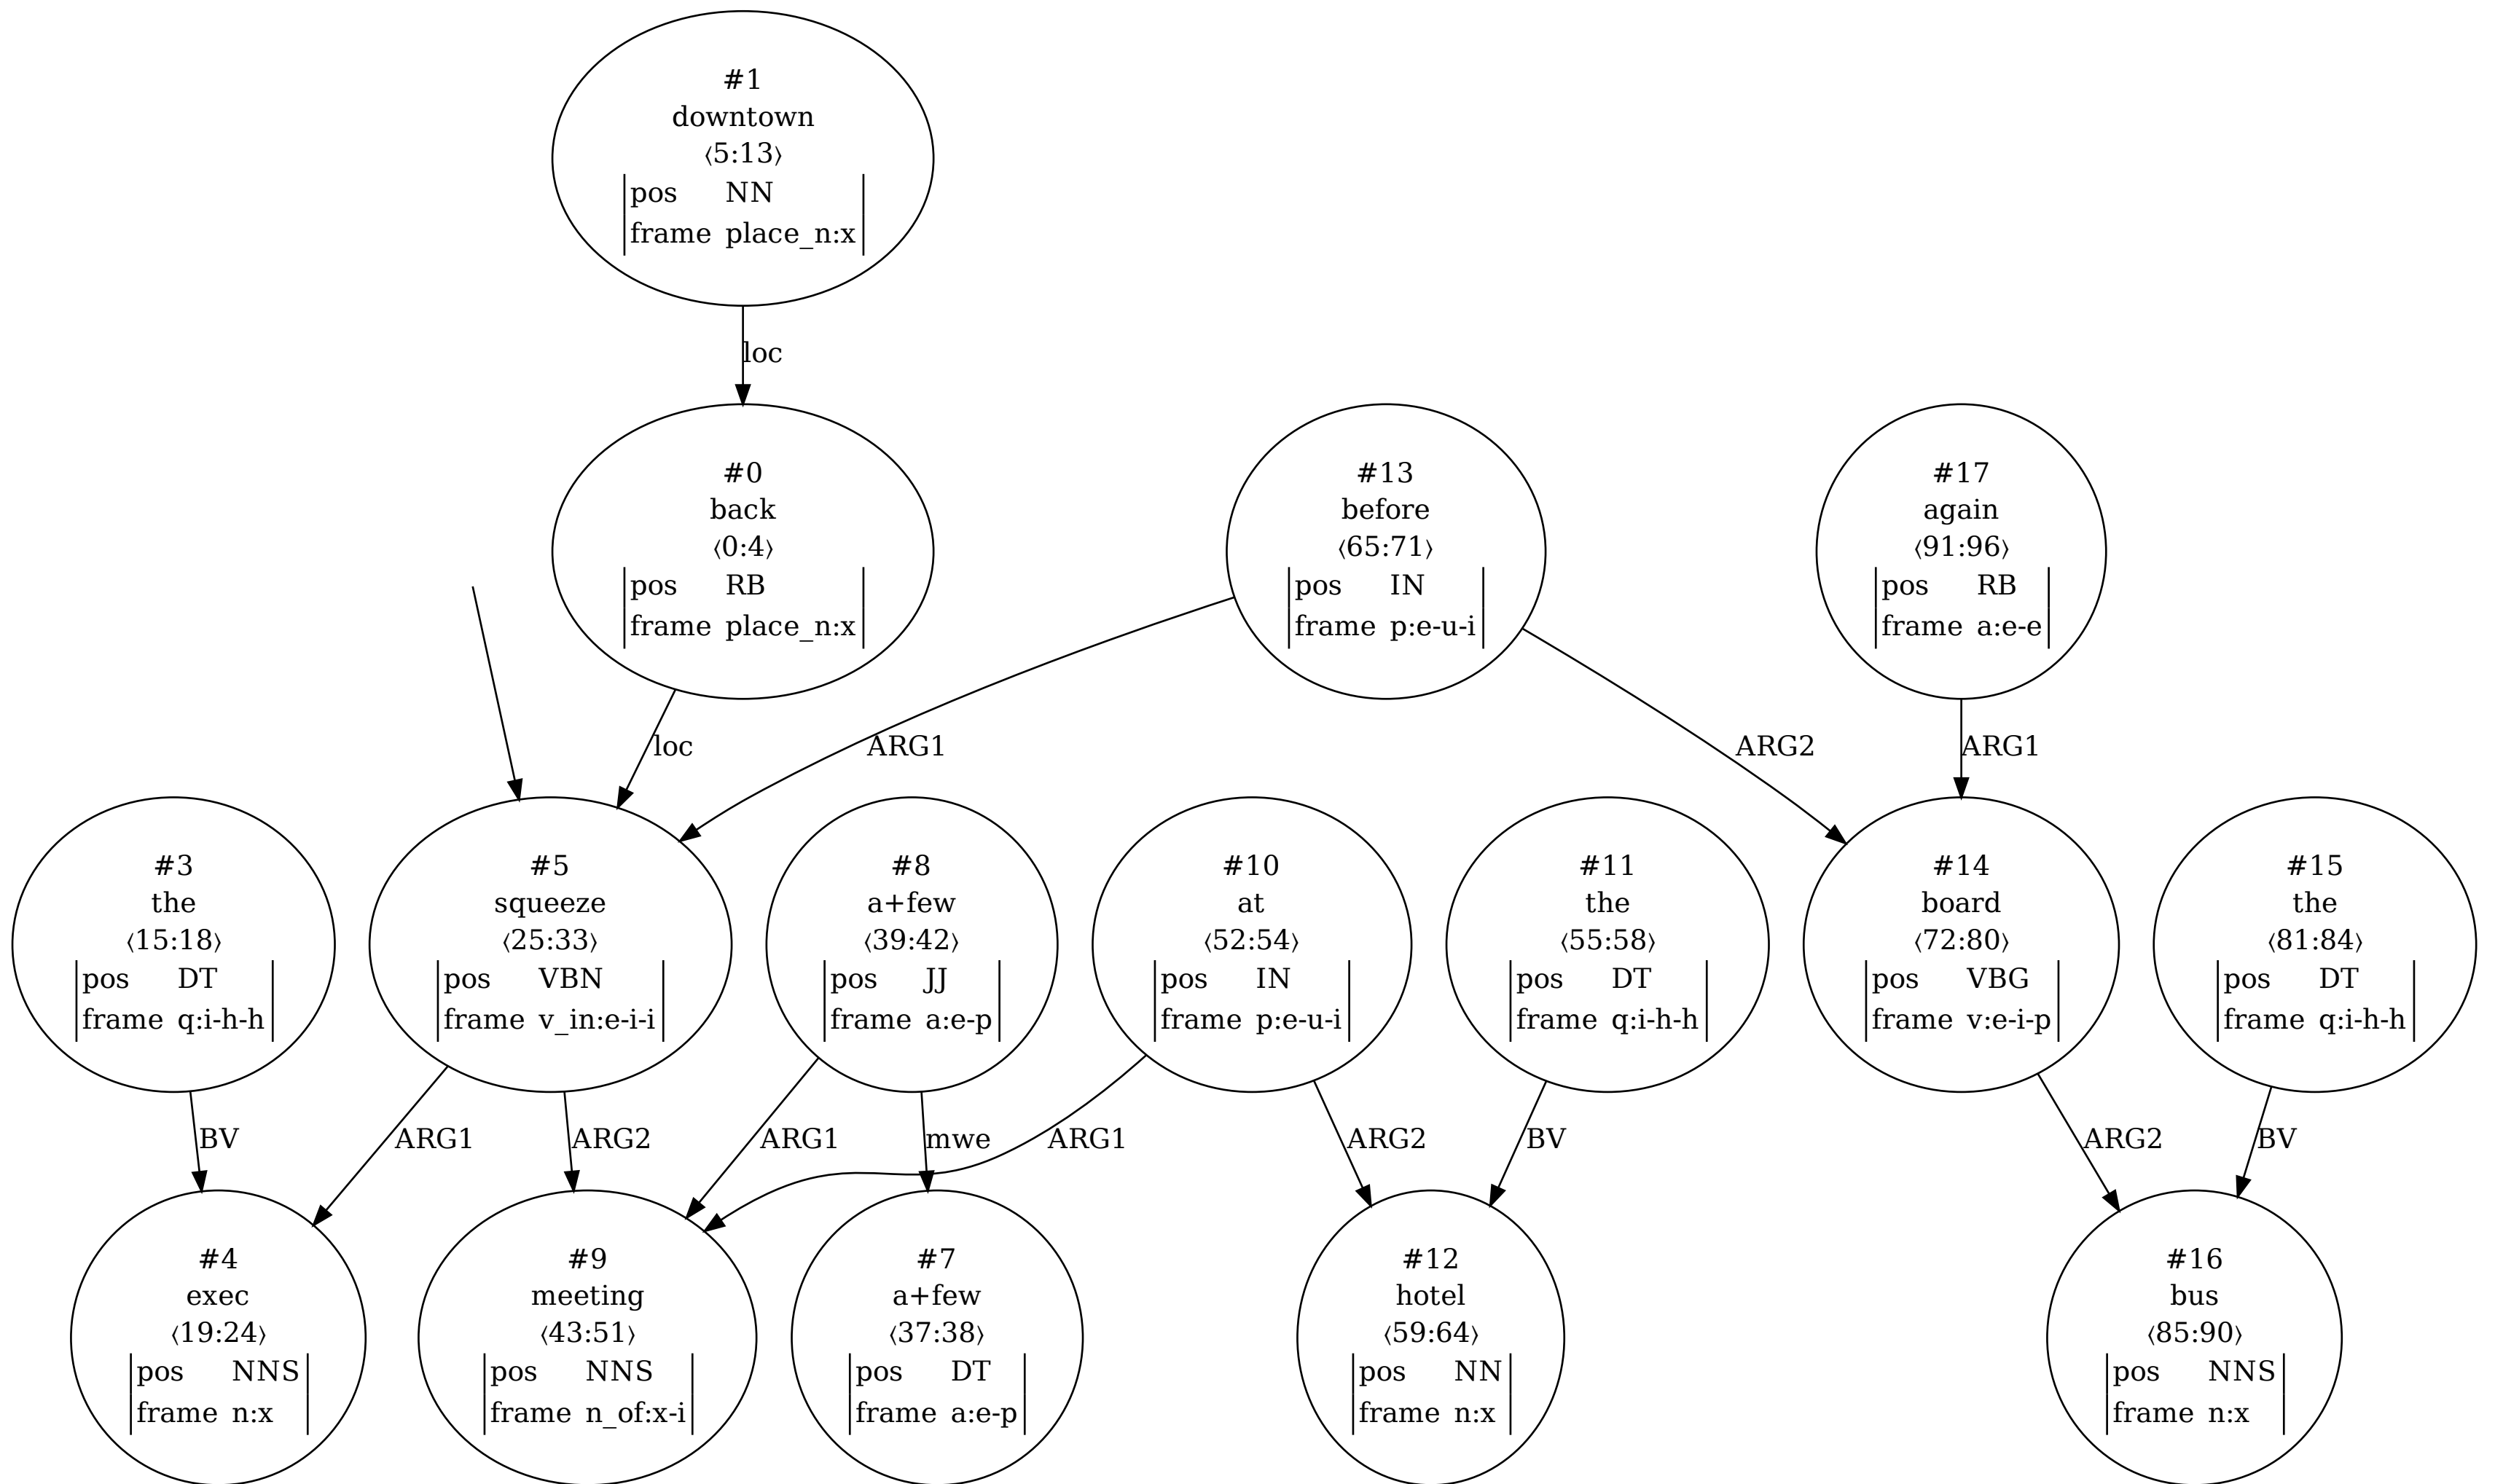 #1
downtown
⟨5:13⟩
pos NN
frame place_n:x
loc
#0
back
⟨0:4⟩
pos RB
frame place_n:x
#13
before
⟨65:71⟩
pos IN
frame p:e-u-i
#17
again
⟨91:96⟩
pos RB
frame a:e-e
loc
ARG1
ARG2
ARG1
#3
the
⟨15:18⟩
pos DT
frame q:i-h-h
#5
squeeze
⟨25:33⟩
pos VBN
frame v_in:e-i-i
#8
a+few
⟨39:42⟩
pos JJ
frame a:e-p
#10
at
⟨52:54⟩
pos IN
frame p:e-u-i
#11
the
⟨55:58⟩
pos DT
frame q:i-h-h
#14
board
⟨72:80⟩
pos VBG
frame v:e-i-p
#15
the
⟨81:84⟩
pos DT
frame q:i-h-h
BV
ARG1
ARG2
ARG1
mwe
ARG1
ARG2
BV
ARG2
BV
#4
exec
⟨19:24⟩
pos NNS
frame n:x
#9
meeting
⟨43:51⟩
pos NNS
frame n_of:x-i
#7
a+few
⟨37:38⟩
pos DT
frame a:e-p
#12
hotel
⟨59:64⟩
pos NN
frame n:x
#16
bus
⟨85:90⟩
pos NNS
frame n:x